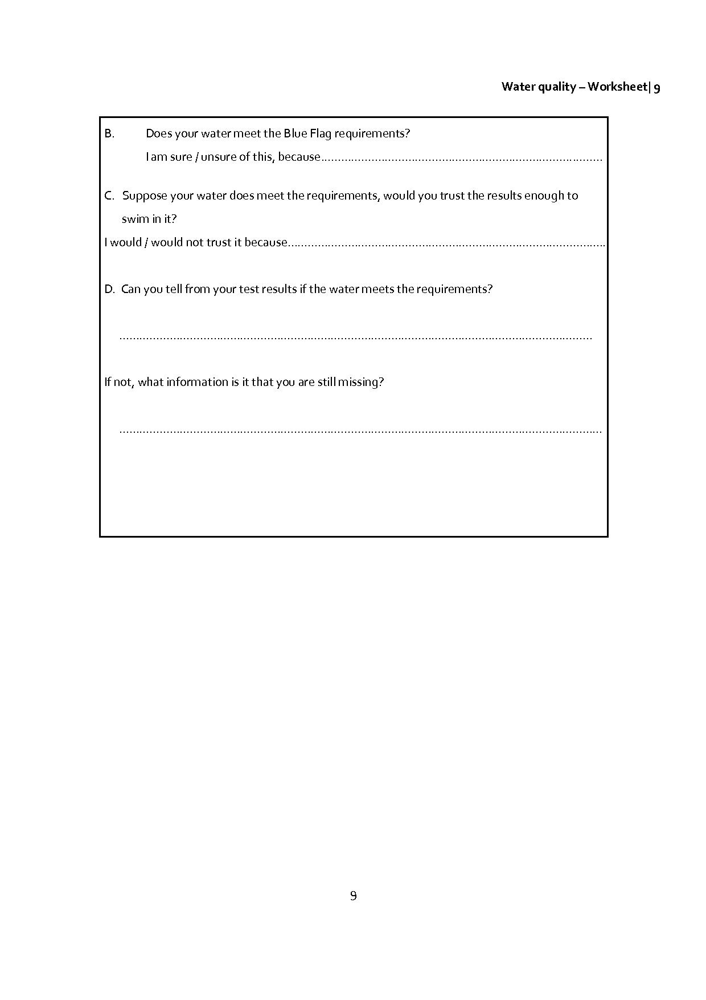 Water quality – Worksheet| 9
B. Does your water meet the Blue Flag requirements?
I am sure / unsure of this, because....................................................................................
C. Suppose your water does meet the requirements, would you trust the results enough to
swim in it?
I would / would not trust it because...............................................................................................
D. Can you tell from your test results if the water meets the requirements?
.............................................................................................................................................
If not, what information is it that you are still missing?
................................................................................................................................................
9